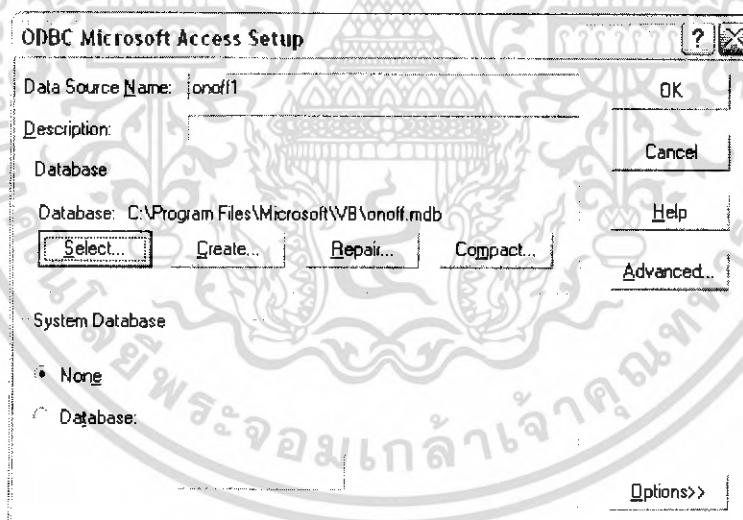 ODBC Microsoft Access Setup
Data Source Name: onoff1
OK
Description:
Cancel
Database
Database: C:\Program Files\Microsoft\VB\onoff.mdb
Help
Select... Create... Repair... Compact...
Advanced...
System Database
None
Database:
Options>>
พระจอมเกล้าเจ้าคุณ